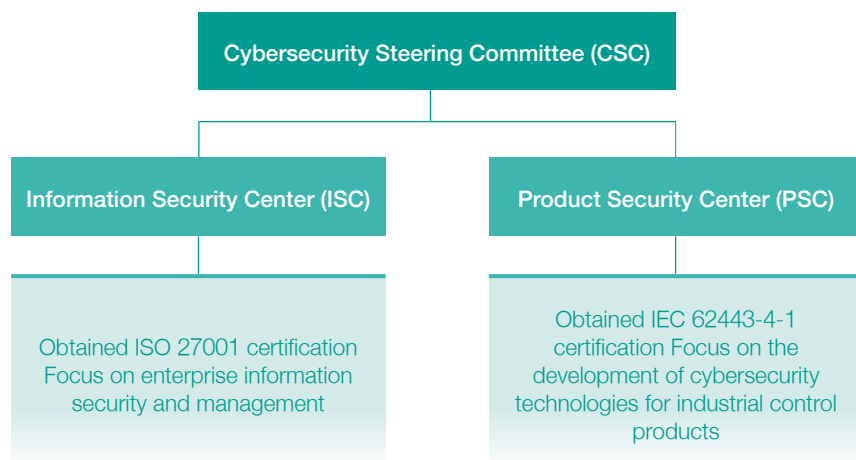 Cybersecurity Steering Committee (CSC)
Information Security Center (ISC)
Obtained ISO 27001 certification
Focus on enterprise information
security and management
Product Security Center (PSC)
Obtained IEC 62443-4-1
certification Focus on the
development of cybersecurity
technologies for industrial control
products